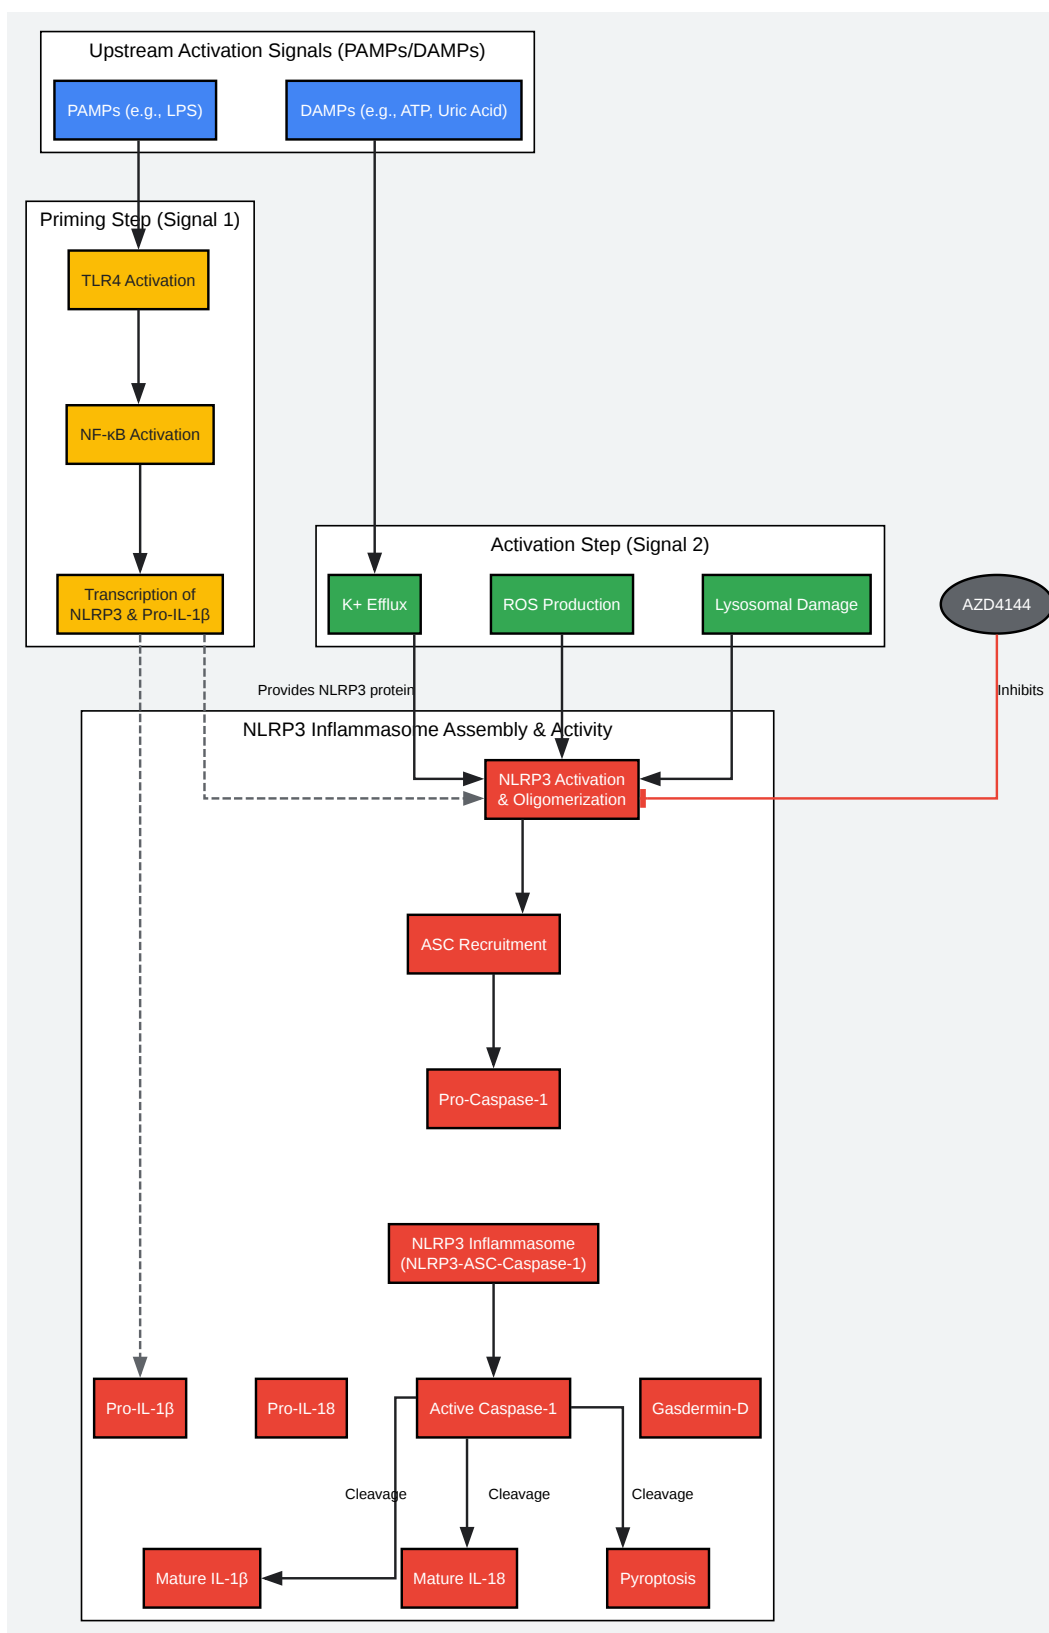 Upstream Activation Signals (PAMPs/DAMPs)
PAMPs (e.g., LPS)
DAMPs (e.g., ATP, Uric Acid)
Priming Step (Signal 1)
TLR4 Activation
NF-κB Activation
Transcription of
NLRP3 & Pro-IL-1β
Activation Step (Signal 2)
K+ Efflux
ROS Production
Lysosomal Damage
AZD4144
Provides NLRP3 protein
Inhibits
NLRP3 Inflammasome Assembly & Activity
NLRP3 Activation
& Oligomerization
ASC Recruitment
Pro-Caspase-1
NLRP3 Inflammasome
(NLRP3-ASC-Caspase-1)
Pro-IL-1β
Pro-IL-18
Active Caspase-1
Gasdermin-D
Cleavage
Cleavage
Cleavage
Mature IL-1β
Mature IL-18
Pyroptosis